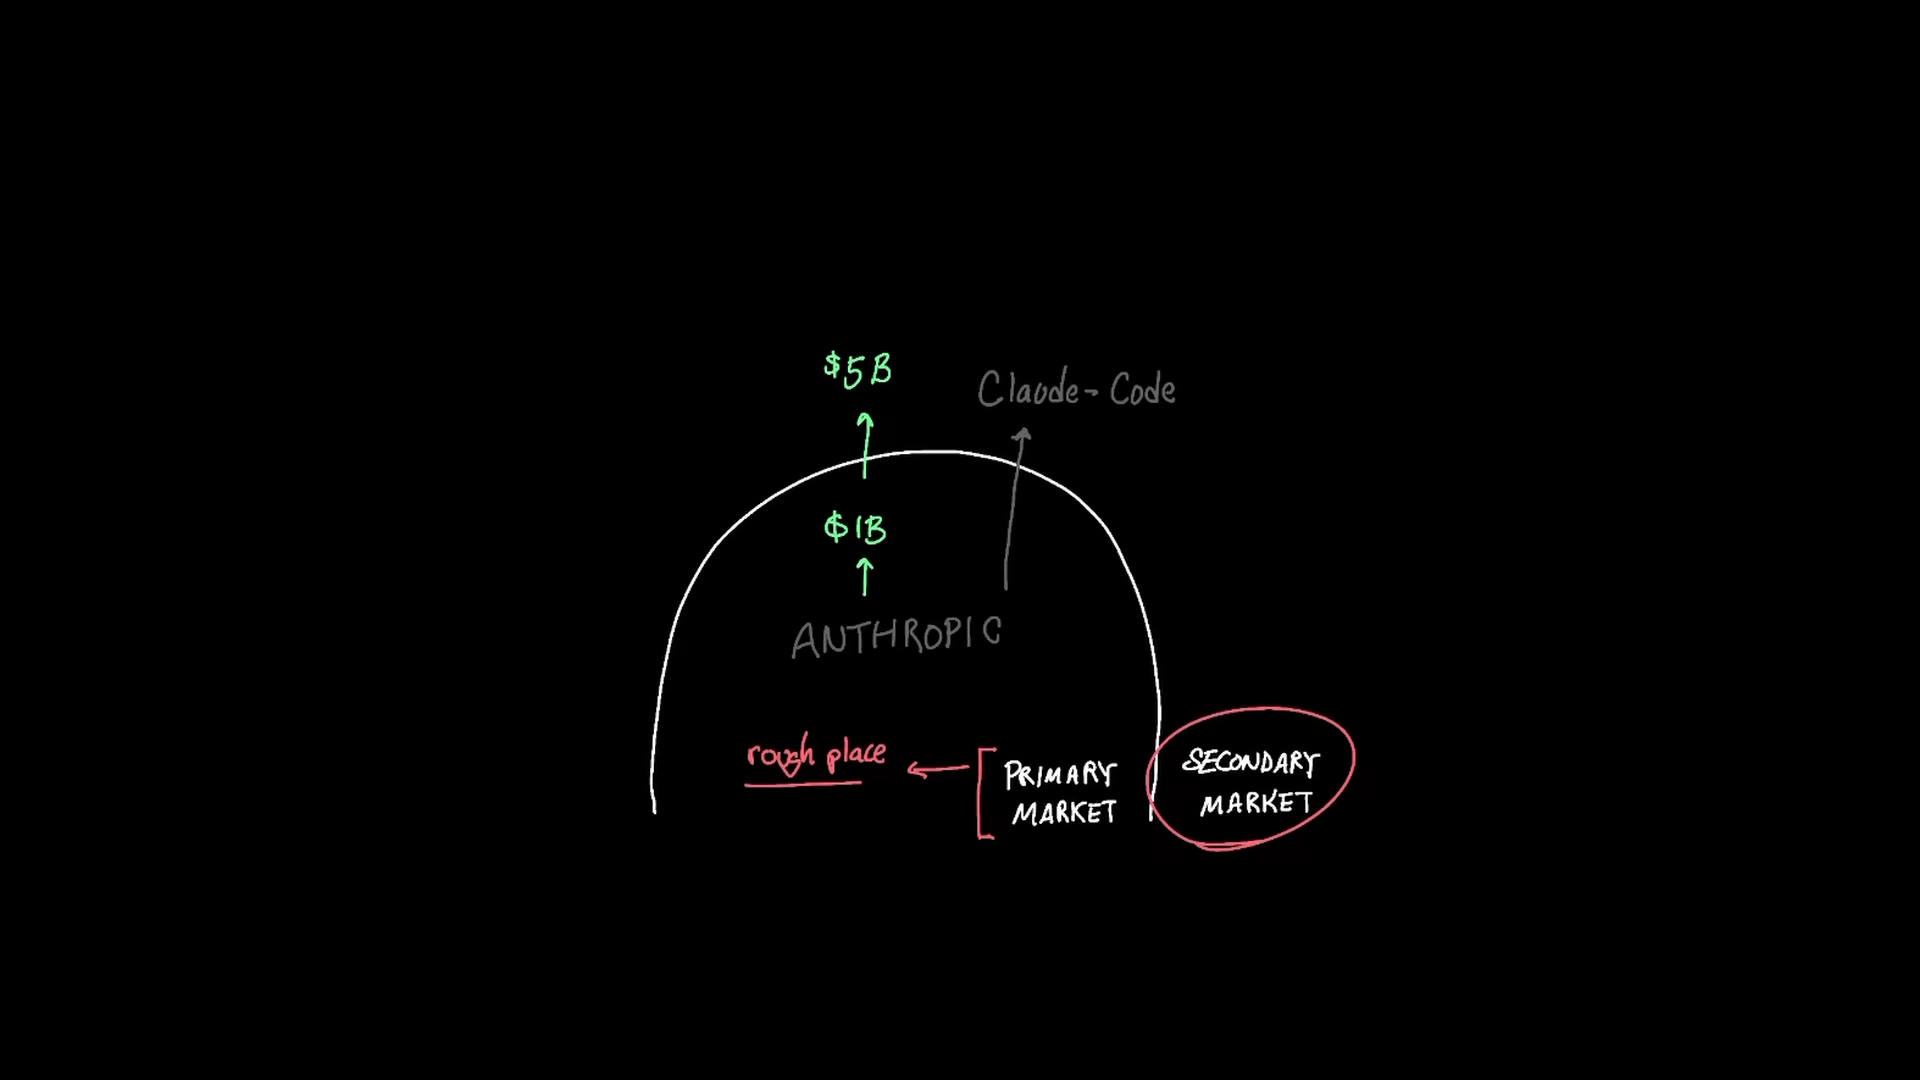 $5B
Claude-Code
$1B
ANTHROPIC
rough place
PRIMARY
MARKET
SECONDARY
MARKET